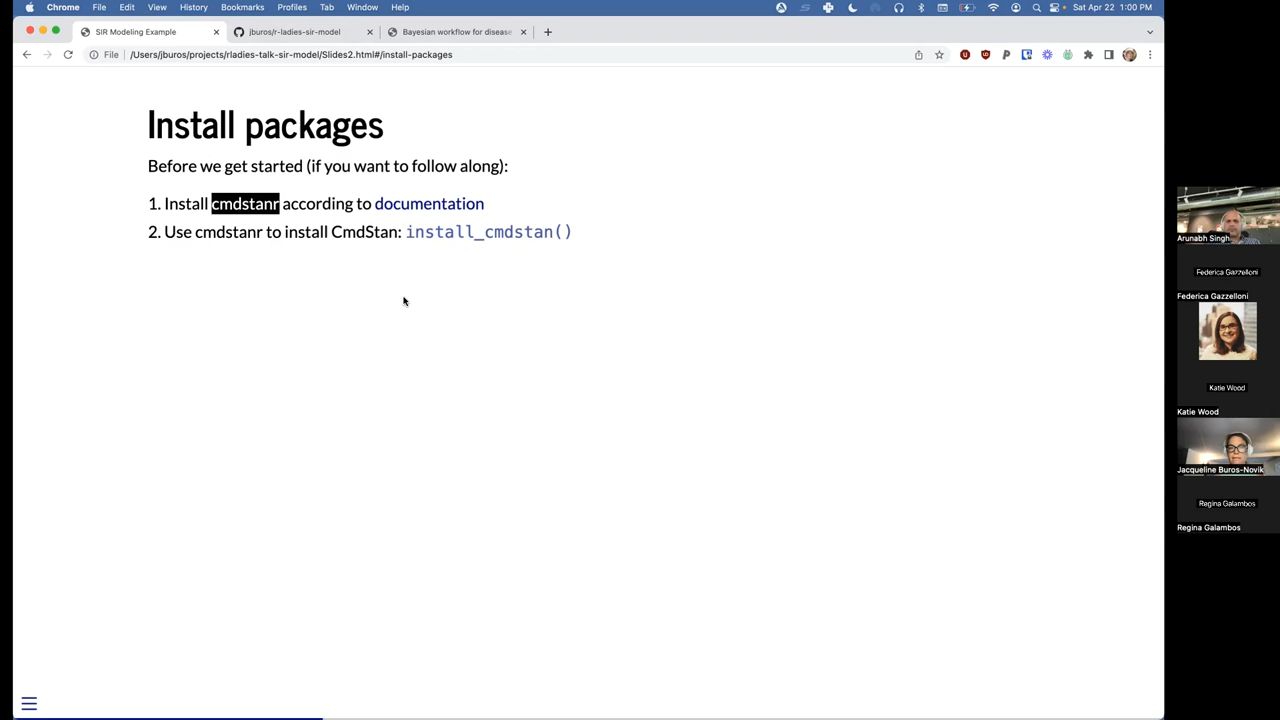 Chrome File Edit View History Bookmarks Profiles Tab Window Help Sat Apr 22 1:00 PM
SIR Modeling Example jburos/r-ladies-sir-model Bayesian workflow for disease
File /Users/jburos/projects/rladies-talk-sir-model/Slides2.html#/install-packages
Install packages
Before we get started (if you want to follow along):
1. Install cmdstanr according to documentation
2. Use cmdstanr to install CmdStan: install_cmdstan()
Arunabh Singh
Federica Gazzelloni
Federica Gazzelloni
Katie Wood
Katie Wood
Jacqueline Buros-Novik
Regina Galambos
Regina Galambos